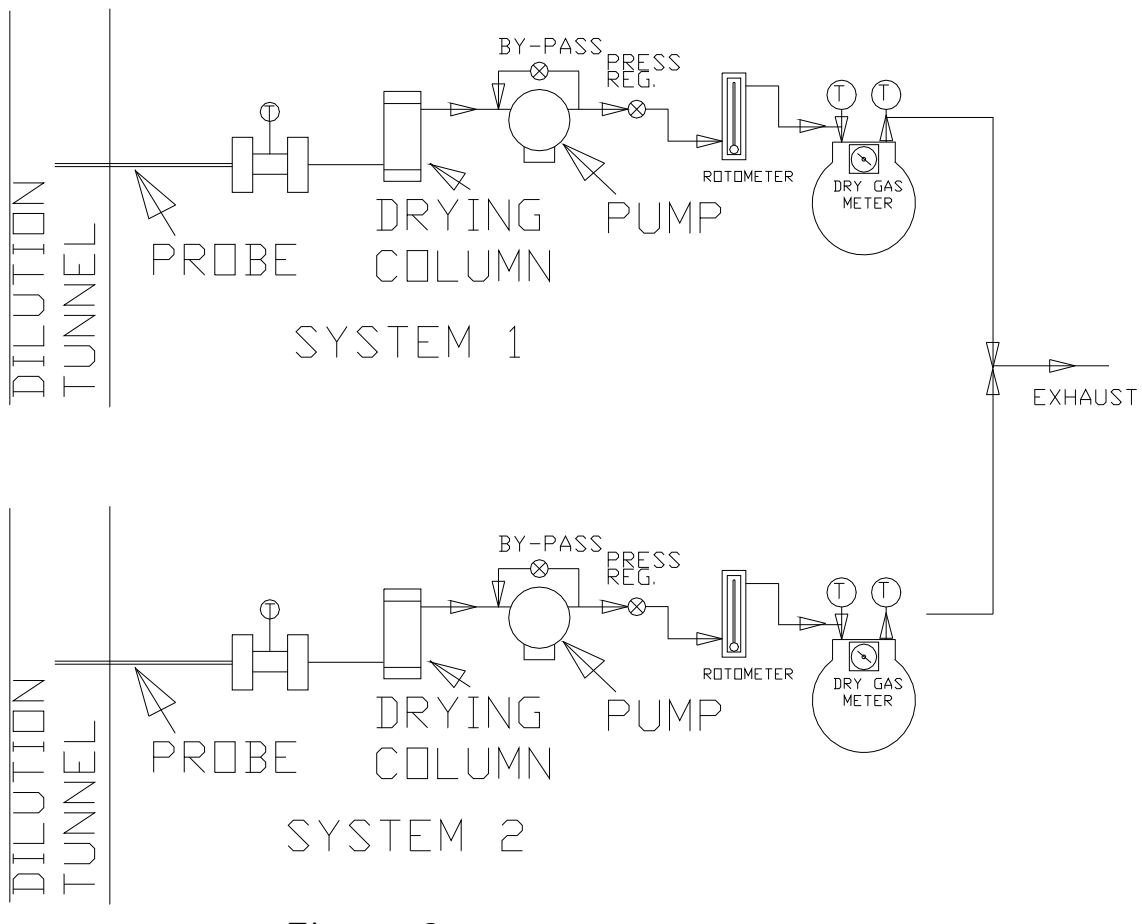 BY-PASS
PRESS
REG.
T
T
T
ROTOMETER
DRY GAS
METER
DILUTION
TUNNEL
PROBE
DRYING
COLUMN
PUMP
SYSTEM 1
EXHAUST
BY-PASS
PRESS
REG.
T
T
T
ROTOMETER
DRY GAS
METER
DILUTION
TUNNEL
PROBE
DRYING
COLUMN
PUMP
SYSTEM 2